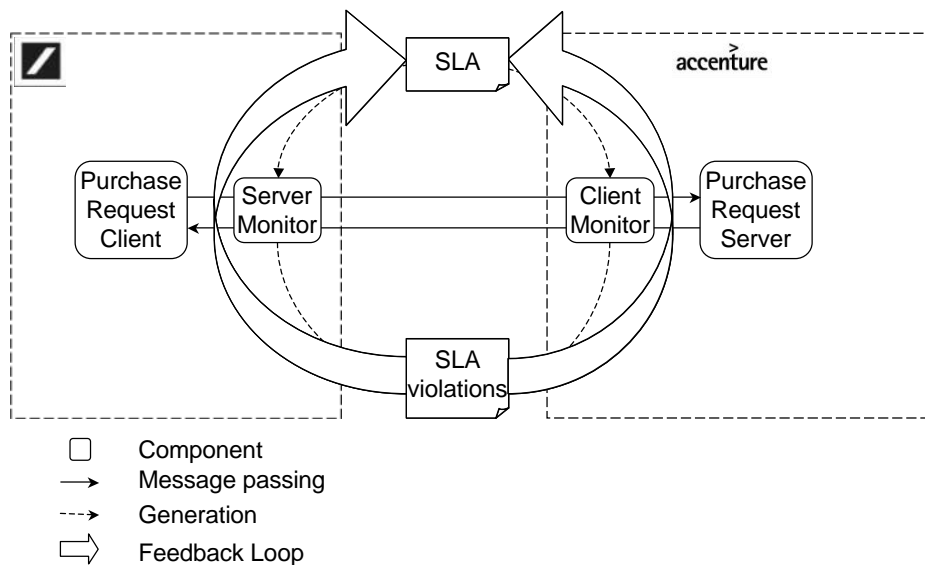 SLA
accenture
Purchase
Request
Client
Server
Monitor
Client
Monitor
Purchase
Request
Server
SLA
violations
Component
Message passing
Generation
Feedback Loop